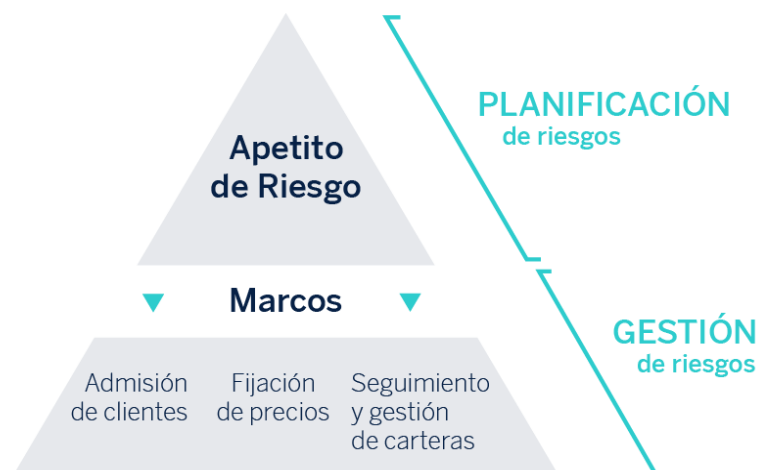 PLANIFICACIÓN
de riesgos
Apetito
de Riesgo
Marcos
GESTIÓN
de riesgos
Admisión
de clientes
Fijación
de precios
Seguimiento
y gestión
de carteras